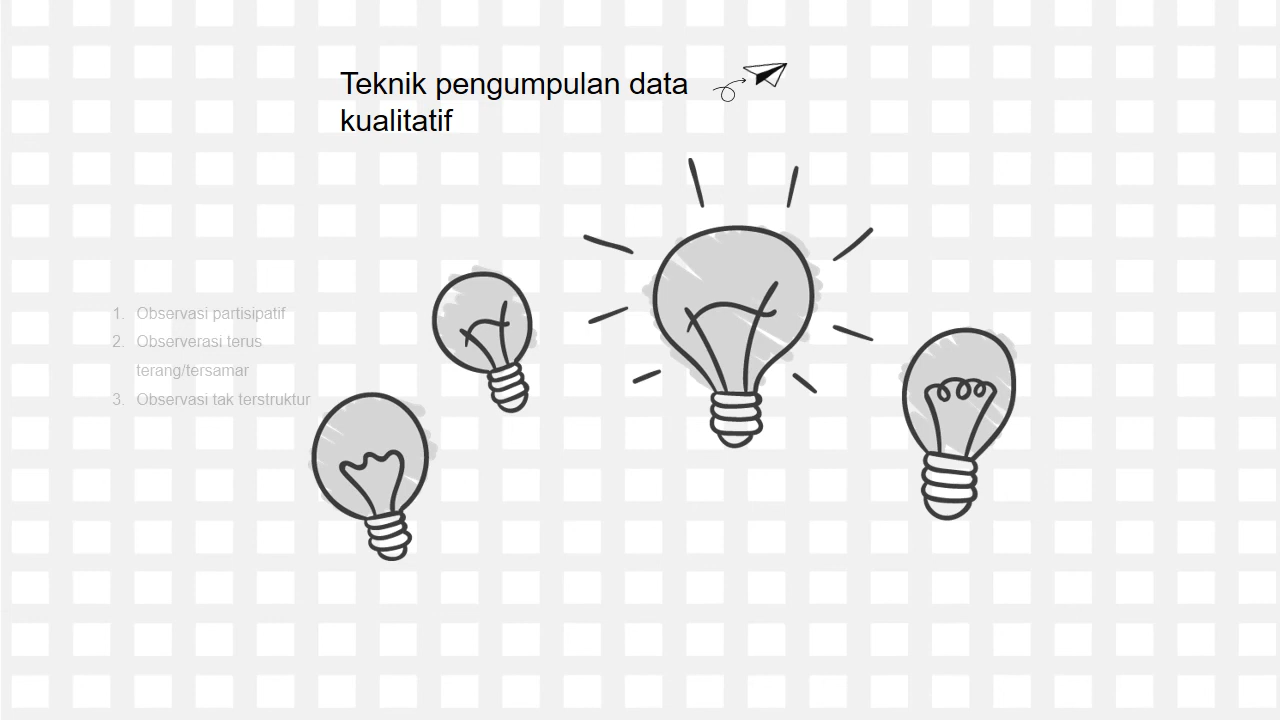 Teknik pengumpulan data
kualitatif
1. Observasi partisipatif
2. Observerasi terus
terang/tersamar
3. Observasi tak terstruktur